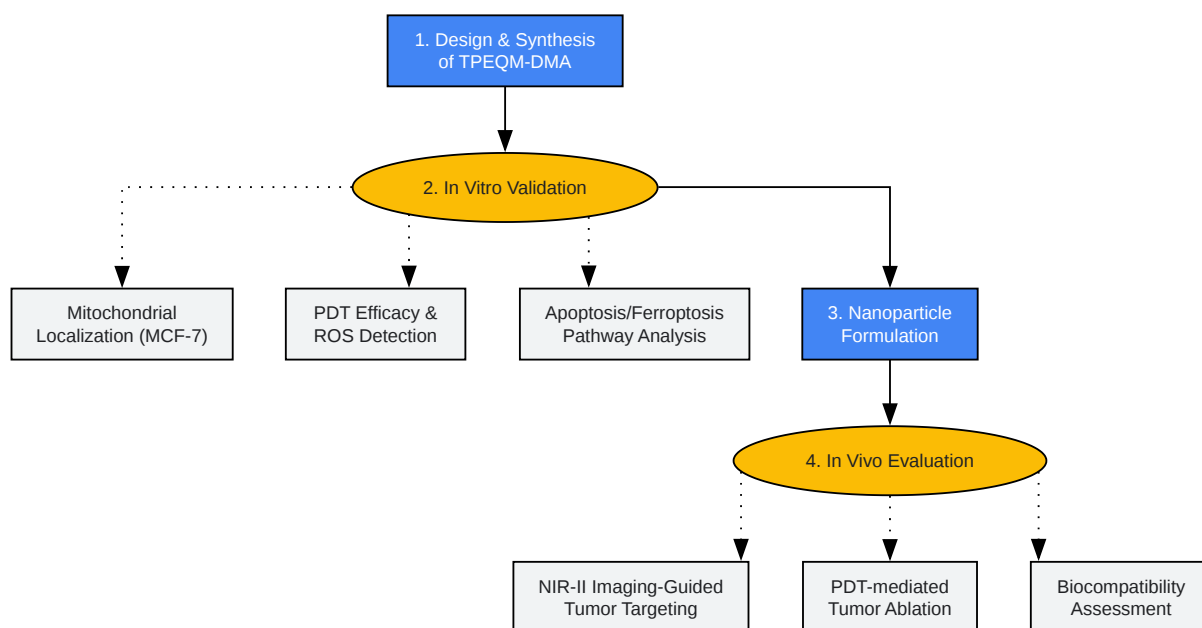 1. Design & Synthesis
of TPEQM-DMA
2. In Vitro Validation
Mitochondrial
Localization (MCF-7)
PDT Efficacy &
ROS Detection
Apoptosis/Ferroptosis
Pathway Analysis
3. Nanoparticle
Formulation
4. In Vivo Evaluation
NIR-II Imaging-Guided
Tumor Targeting
PDT-mediated
Tumor Ablation
Biocompatibility
Assessment